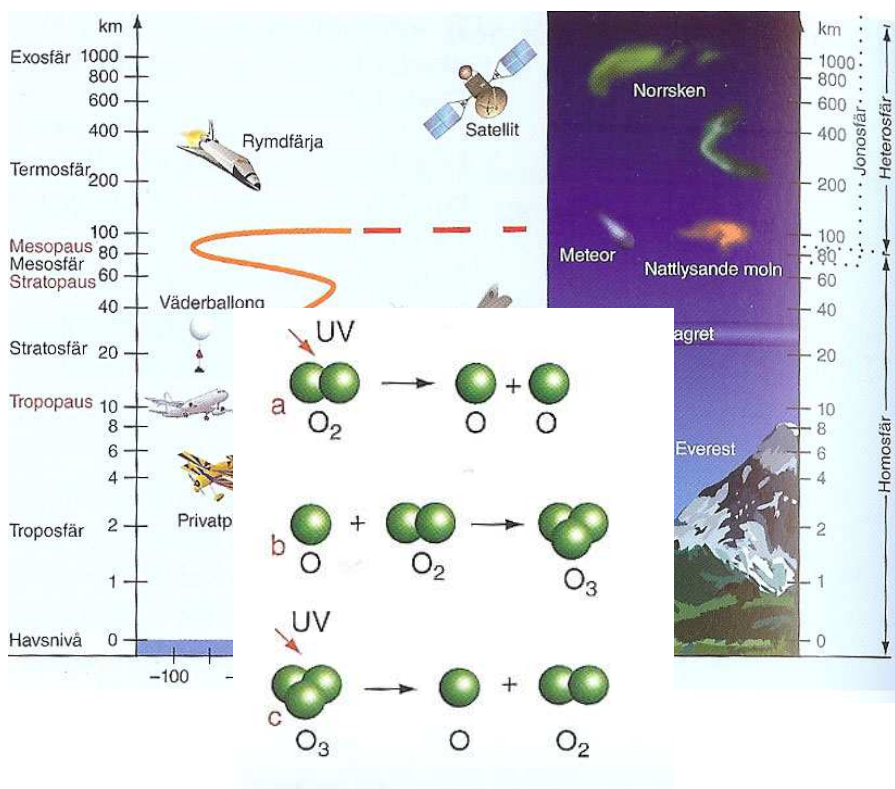 km
Exosfär 1000
800
600
400
Termosfär
200
100
Mesopaus
80
Mesosfär
60
Stratopaus
40
Stratosfär
20
Tropopaus
10
8
6
4
Troposfär 2
1
Havsnivå 0
−100
Rymdfärja
Satellit
Väderballong
Privatp
UV
a
O2
O
+
O
b
O
+
O2
O3
UV
c
O3
O
+
O2
Norrsken
Meteor
Nattlysande moln
agret
Everest
km
1000
800
600
400
200
100
80
60
40
20
10
8
6
4
2
1
0
Jonosfär
Heterosfär
Homosfär